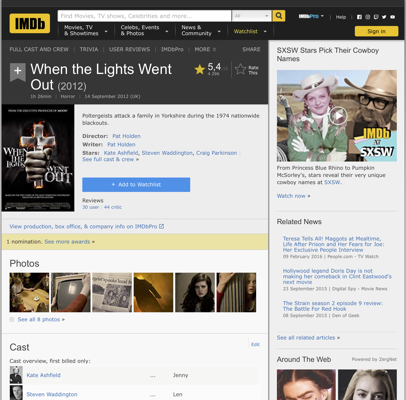 IMDb
Find Movies, TV shows, Celebrities and more...
All
IMDbPro
Help
Movies, TV
& Showtimes
Celebs, Events
& Photos
News &
Community
Watchlist
Sign in
FULL CAST AND CREW | TRIVIA | USER REVIEWS | IMDbPro | MORE
SHARE
When the Lights Went
Out (2012)
5,4
Rate
This
1h 26min | Horror | 14 September 2012 (UK)
Poltergeists attack a family in Yorkshire during the 1974 nationwide
blackouts.
Director: Pat Holden
Writer: Pat Holden
Stars: Kate Ashfield, Steven Waddington, Craig Parkinson
See full cast & crew »
+ Add to Watchlist
Reviews
30 user | 44 critic
WHEN
THE
LIGHTS
WENT
OUT
View production, box office, & company info on IMDbPro
1 nomination. See more awards »
Photos
See all 8 photos »
Cast
Edit
Cast overview, first billed only:
Kate Ashfield ... Jenny
Steven Waddington ... Len
SXSW Stars Pick Their Cowboy
Names
IMDb
AT
SXSW
From Princess Blue Rhino to Pumpkin
McSorley's, stars reveal their very unique
cowboy names at SXSW.
Watch now »
Related News
Teresa Tells All! Maggots at Mealtime,
Life After Prison and Her Fears for Joe:
Her Exclusive People Interview
09 February 2016 | People.com - TV Watch
Hollywood legend Doris Day is not
making her comeback in Clint Eastwood's
next movie
23 September 2015 | Digital Spy - Movie News
The Strain season 2 episode 9 review:
The Battle For Red Hook
08 September 2015 | Den of Geek
See all related articles »
Around The Web
Powered by ZergNet